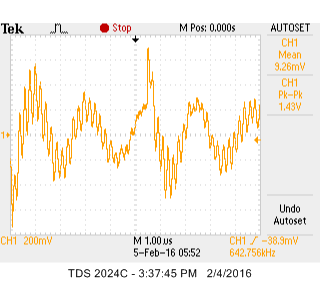 Tek Stop M Pos: 0.000s AUTOSET
CH1
Mean
9.26mV
CH1
Pk-Pk
1.43V
1
Undo
Autoset
CH1 200mV M 1.00µs CH1 -38.9mV
5-Feb-16 05:52 642.756kHz
TDS 2024C - 3:37:45 PM 2/4/2016